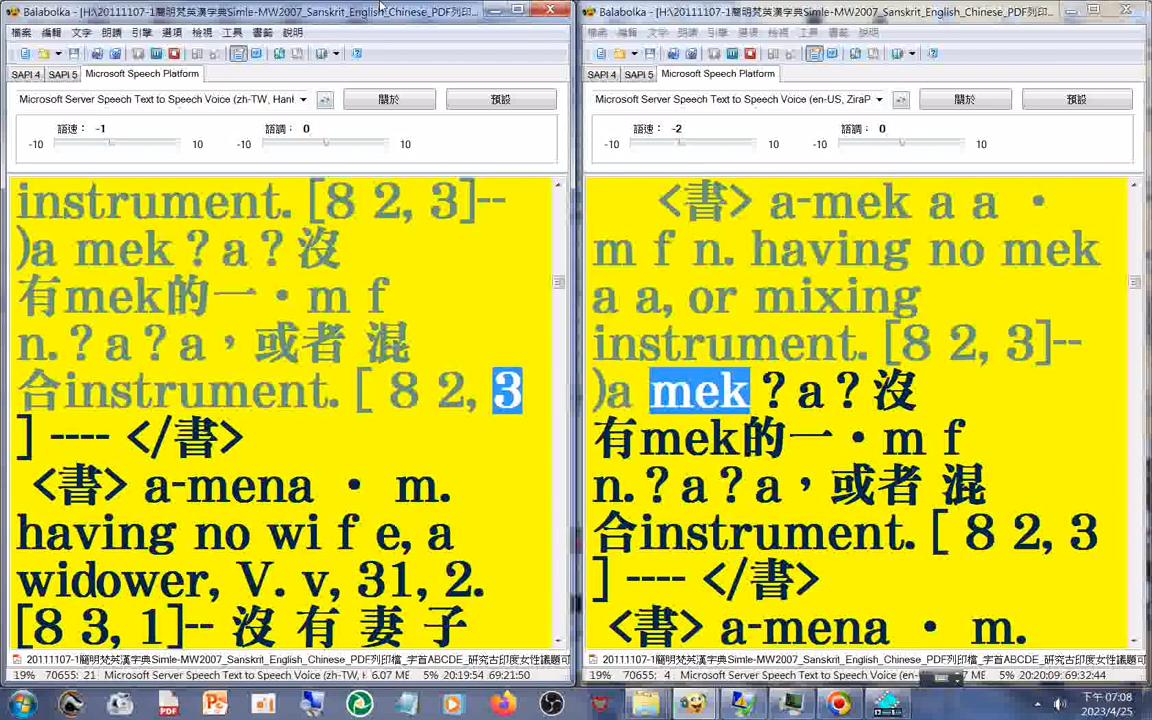 Balabolka - [H:\20111107-1簡明梵英漢字典Simle-MW2007_Sanskrit_English_Chinese_PDF列印...
檔案 編輯 文字 朗讀 引擎 選項 檢視 工具 書籤 說明
SAPI 4 SAPI 5 Microsoft Speech Platform
Microsoft Server Speech Text to Speech Voice (zh-TW, Hanl 關於 預設
語速： -1 語調： 0
-10 10 -10 10
instrument. [8 2, 3]--
)a mek？a？沒
有mek的一‧m f
n.？a？a，或者 混
合instrument. [ 8 2, 3
] ---- </書>
<書> a-mena ‧ m.
having no wi f e, a
widower, V. v, 31, 2.
[8 3, 1]-- 沒 有 妻 子
20111107-1簡明梵英漢字典Simle-MW2007_Sanskrit_English_Chinese_PDF列印檔_字首ABCDE_研究古印度女性議題可
19% 70655: 21 Microsoft Server Speech Text to Speech Voice (zh-TW, 6.07 ME 5% 20:19:54 69:21:50
Balabolka - [H:\20111107-1簡明梵英漢字典Simle-MW2007_Sanskrit_English_Chinese_PDF列印...
檔案 編輯 文字 朗讀 引擎 選項 檢視 工具 書籤 說明
SAPI 4 SAPI 5 Microsoft Speech Platform
Microsoft Server Speech Text to Speech Voice (en-US, ZiraP 關於 預設
語速： -2 語調： 0
-10 10 -10 10
<書> a-mek a a ‧
m f n. having no mek
a a, or mixing
instrument. [8 2, 3]--
)a mek？a？沒
有mek的一‧m f
n.？a？a，或者 混
合instrument. [ 8 2, 3
] ---- </書>
<書> a-mena ‧ m.
20111107-1簡明梵英漢字典Simle-MW2007_Sanskrit_English_Chinese_PDF列印檔_字首ABCDE_研究古印度女性議題可
19% 70655: 4 Microsoft Server Speech Text to Speech Voice (en-US, 6.07 ME 5% 20:20:09 69:32:44
下午 07:08
2023/4/25